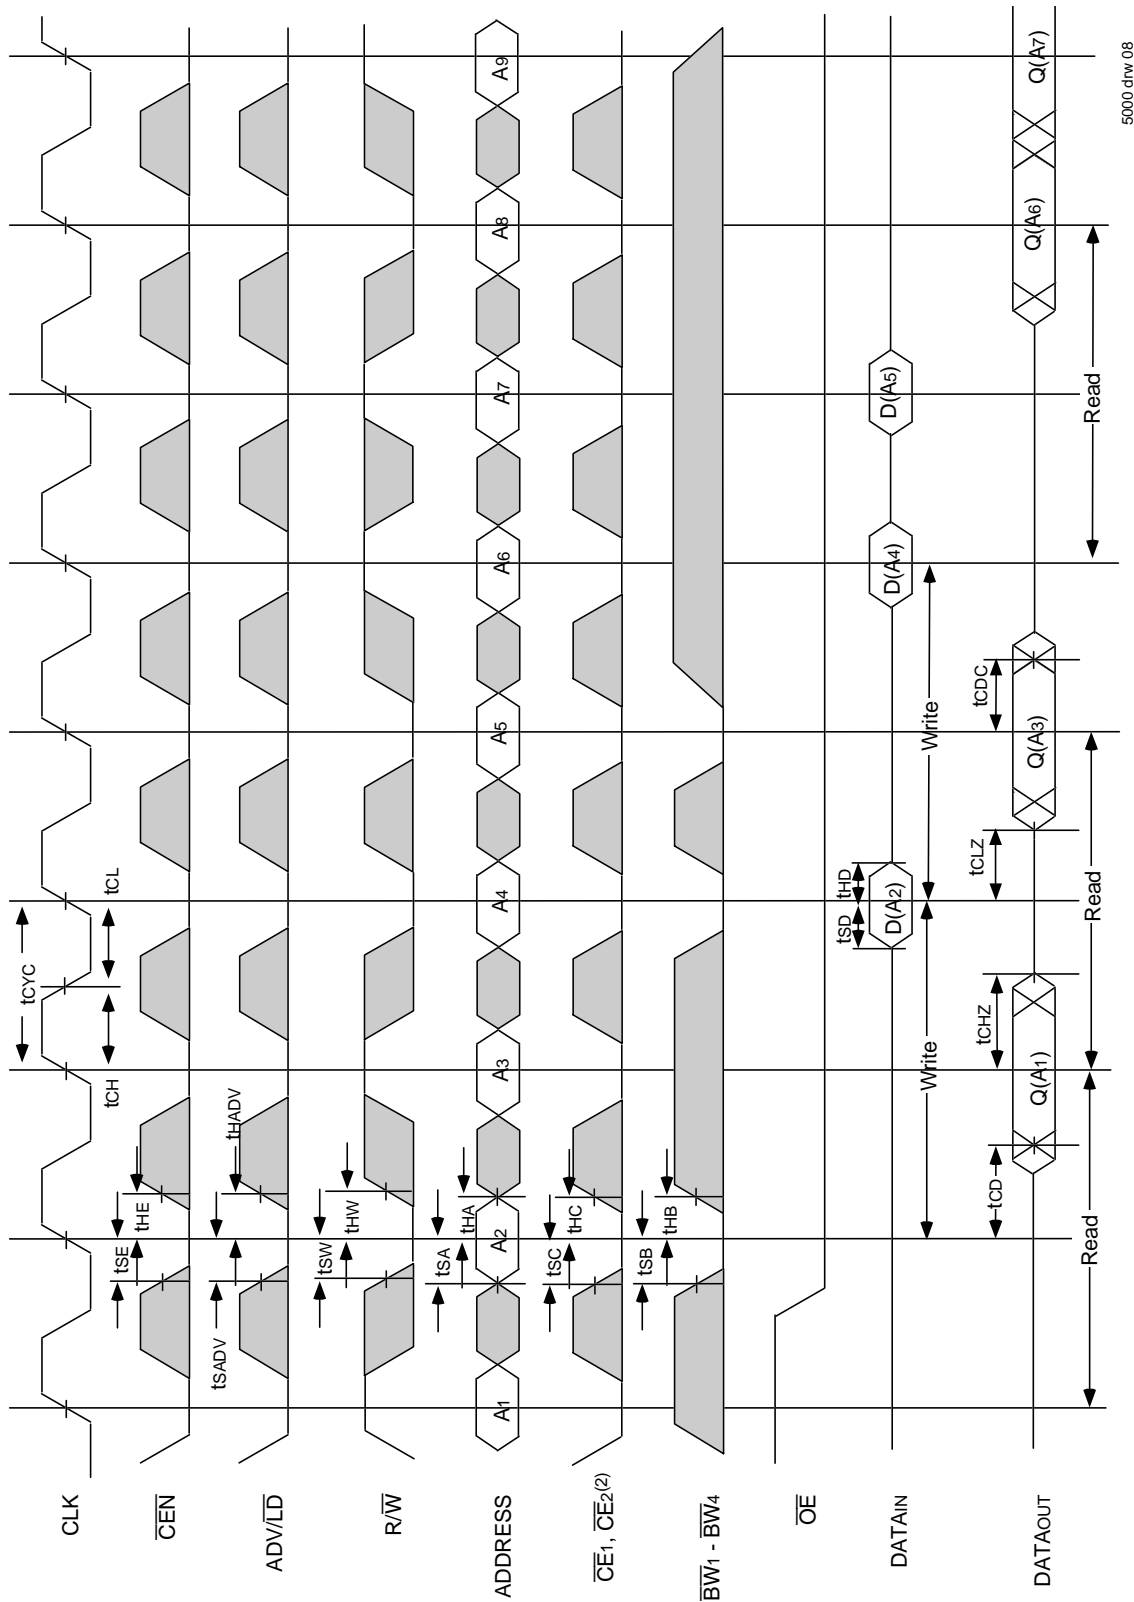 CLK
tCYC
tCH
tCL
CEN
tSE
tHE
ADV/LD
tSADV
tHADV
R/W
tSW
tHW
ADDRESS
A1
A2
A3
A4
A5
A6
A7
A8
A9
tSA
tHA
CE1, CE2(2)
tSC
tHC
BW1 - BW4
tSB
tHB
OE
DATAIN
tSD
tHD
D(A2)
D(A4)
D(A5)
Write
Write
DATAOUT
tCD
Q(A1)
tCHZ
tCLZ
Q(A3)
tCDC
Q(A6)
Q(A7)
Read
Read
Read
5000 drw 08